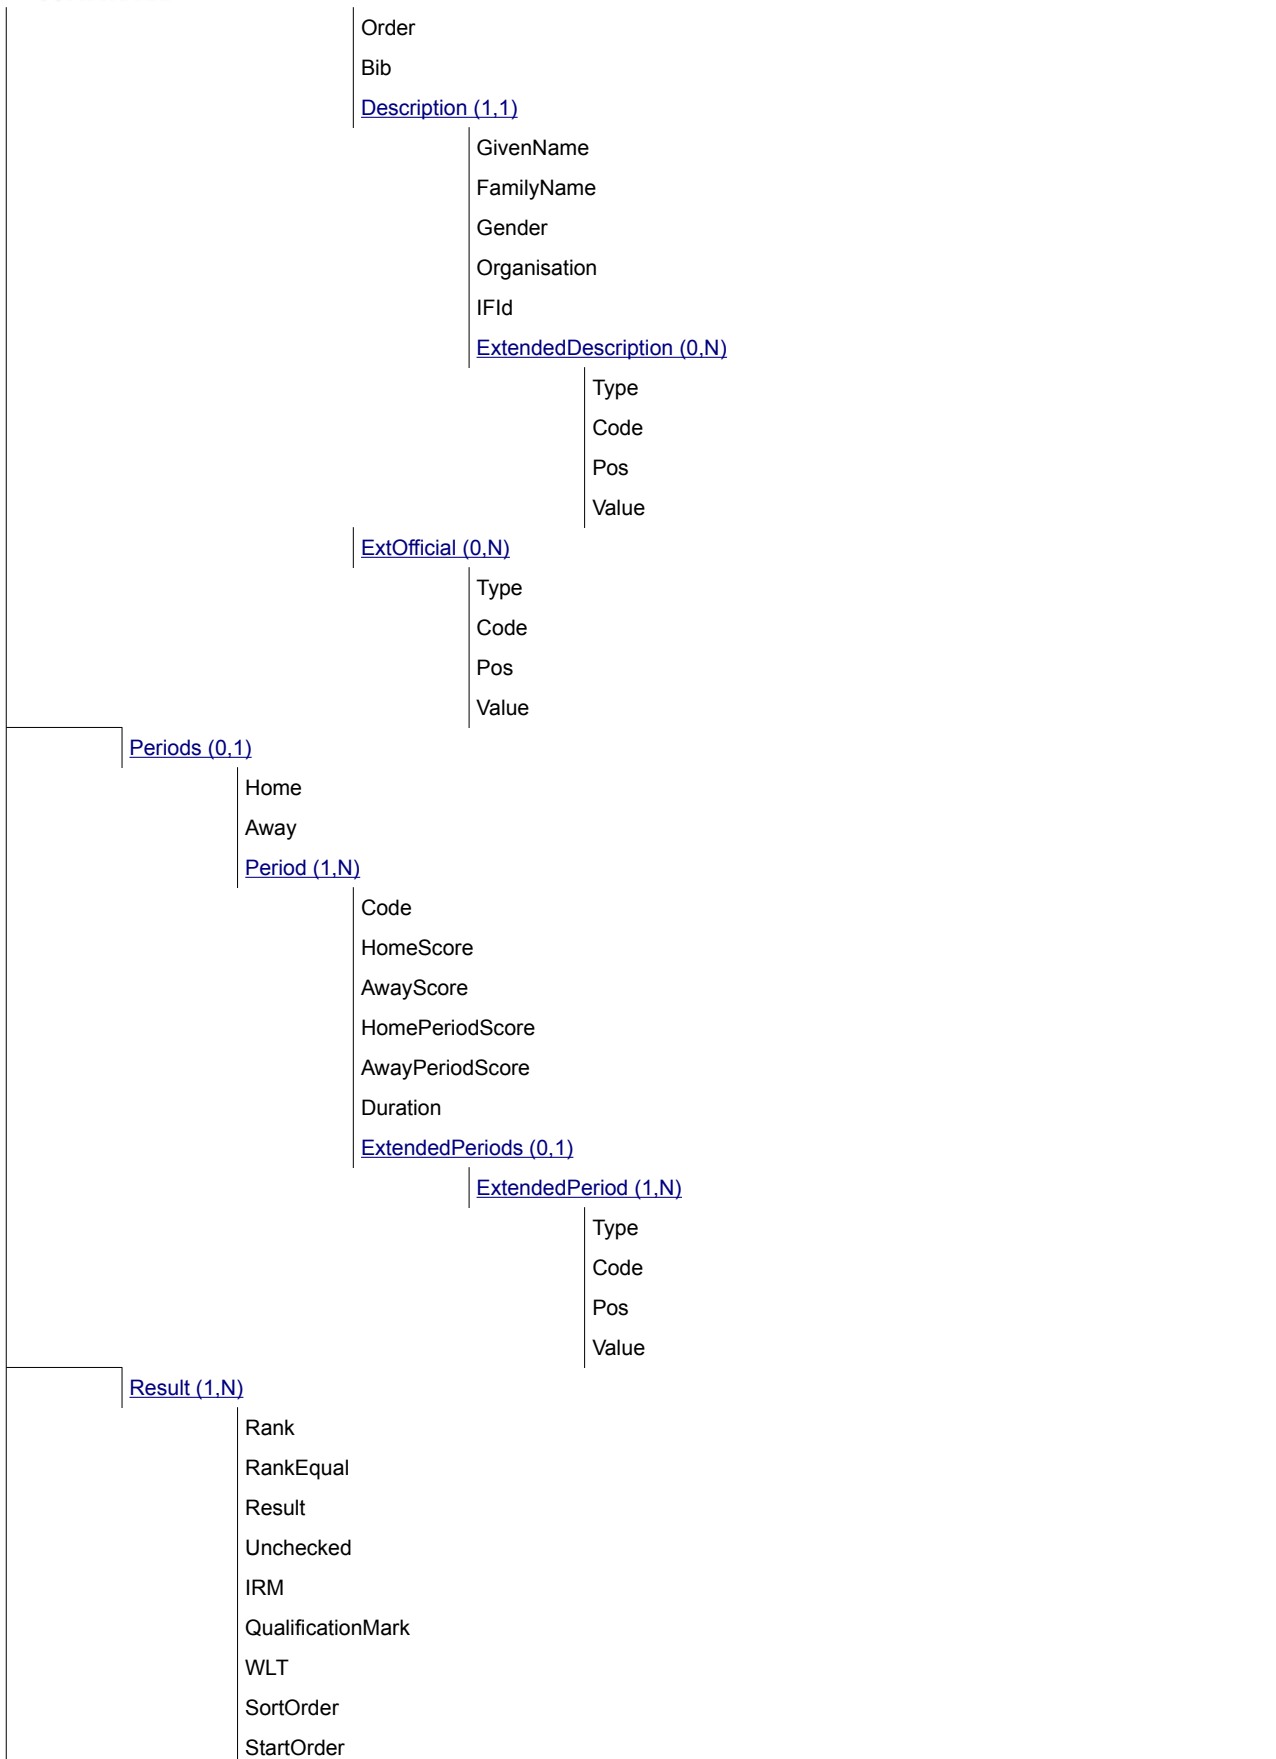 Order
Bib
Description (1,1)
GivenName
FamilyName
Gender
Organisation
IFId
ExtendedDescription (0,N)
Type
Code
Pos
Value
ExtOfficial (0,N)
Type
Code
Pos
Value
Periods (0,1)
Home
Away
Period (1,N)
Code
HomeScore
AwayScore
HomePeriodScore
AwayPeriodScore
Duration
ExtendedPeriods (0,1)
ExtendedPeriod (1,N)
Type
Code
Pos
Value
Result (1,N)
Rank
RankEqual
Result
Unchecked
IRM
QualificationMark
WLT
SortOrder
StartOrder